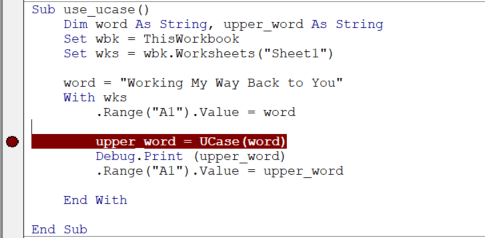 Sub use_ucase()
Dim word As String, upper_word As String
Set wbk = ThisWorkbook
Set wks = wbk.Worksheets("Sheet1")
word = "Working My Way Back to You"
With wks
.Range("A1").Value = word
upper_word = UCase(word)
Debug.Print (upper_word)
.Range("A1").Value = upper_word
End With
End Sub